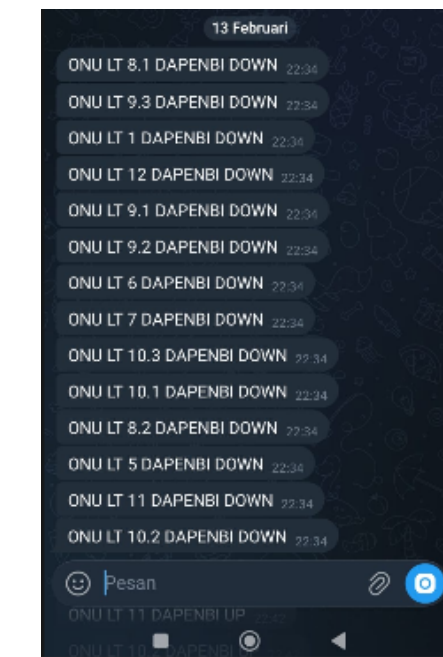 13 Februari
ONU LT 8.1 DAPENBI DOWN 22:34
ONU LT 9.3 DAPENBI DOWN 22:34
ONU LT 1 DAPENBI DOWN 22:34
ONU LT 12 DAPENBI DOWN 22:34
ONU LT 9.1 DAPENBI DOWN 22:34
ONU LT 9.2 DAPENBI DOWN 22:34
ONU LT 6 DAPENBI DOWN 22:34
ONU LT 7 DAPENBI DOWN 22:34
ONU LT 10.3 DAPENBI DOWN 22:34
ONU LT 10.1 DAPENBI DOWN 22:34
ONU LT 8.2 DAPENBI DOWN 22:34
ONU LT 5 DAPENBI DOWN 22:34
ONU LT 11 DAPENBI DOWN 22:34
ONU LT 10.2 DAPENBI DOWN 22:34
Pesan
ONU LT 11 DAPENBI UP
ONU LT 10.2 DAPENBI